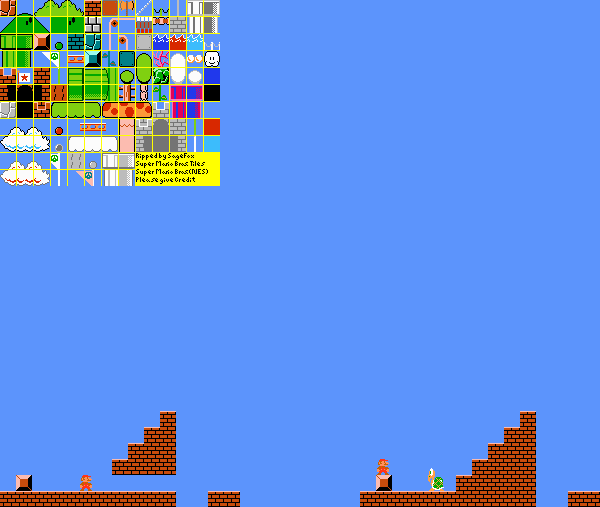 Ripped by SageFox
Super Mario Bros Tiles
Super Mario Bros(NES)
Please give Credit